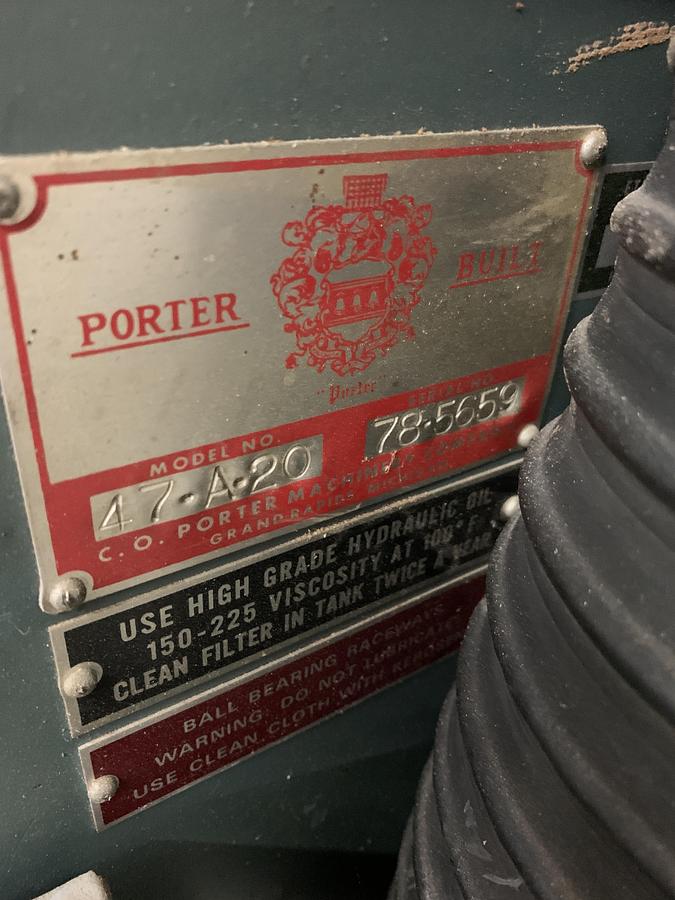 PORTER
BUILT
"Porter"
MODEL NO.
SERIAL NO.
47·A·20
78·5659
C. O. PORTER MACHINERY COMPANY
GRAND RAPIDS, MICHIGAN
USE HIGH GRADE HYDRAULIC OIL
150-225 VISCOSITY AT 100° F.
CLEAN FILTER IN TANK TWICE A YEAR
BALL BEARING RACEWAYS
WARNING: DO NOT LUBRICATE
USE CLEAN CLOTH WITH KEROSENE